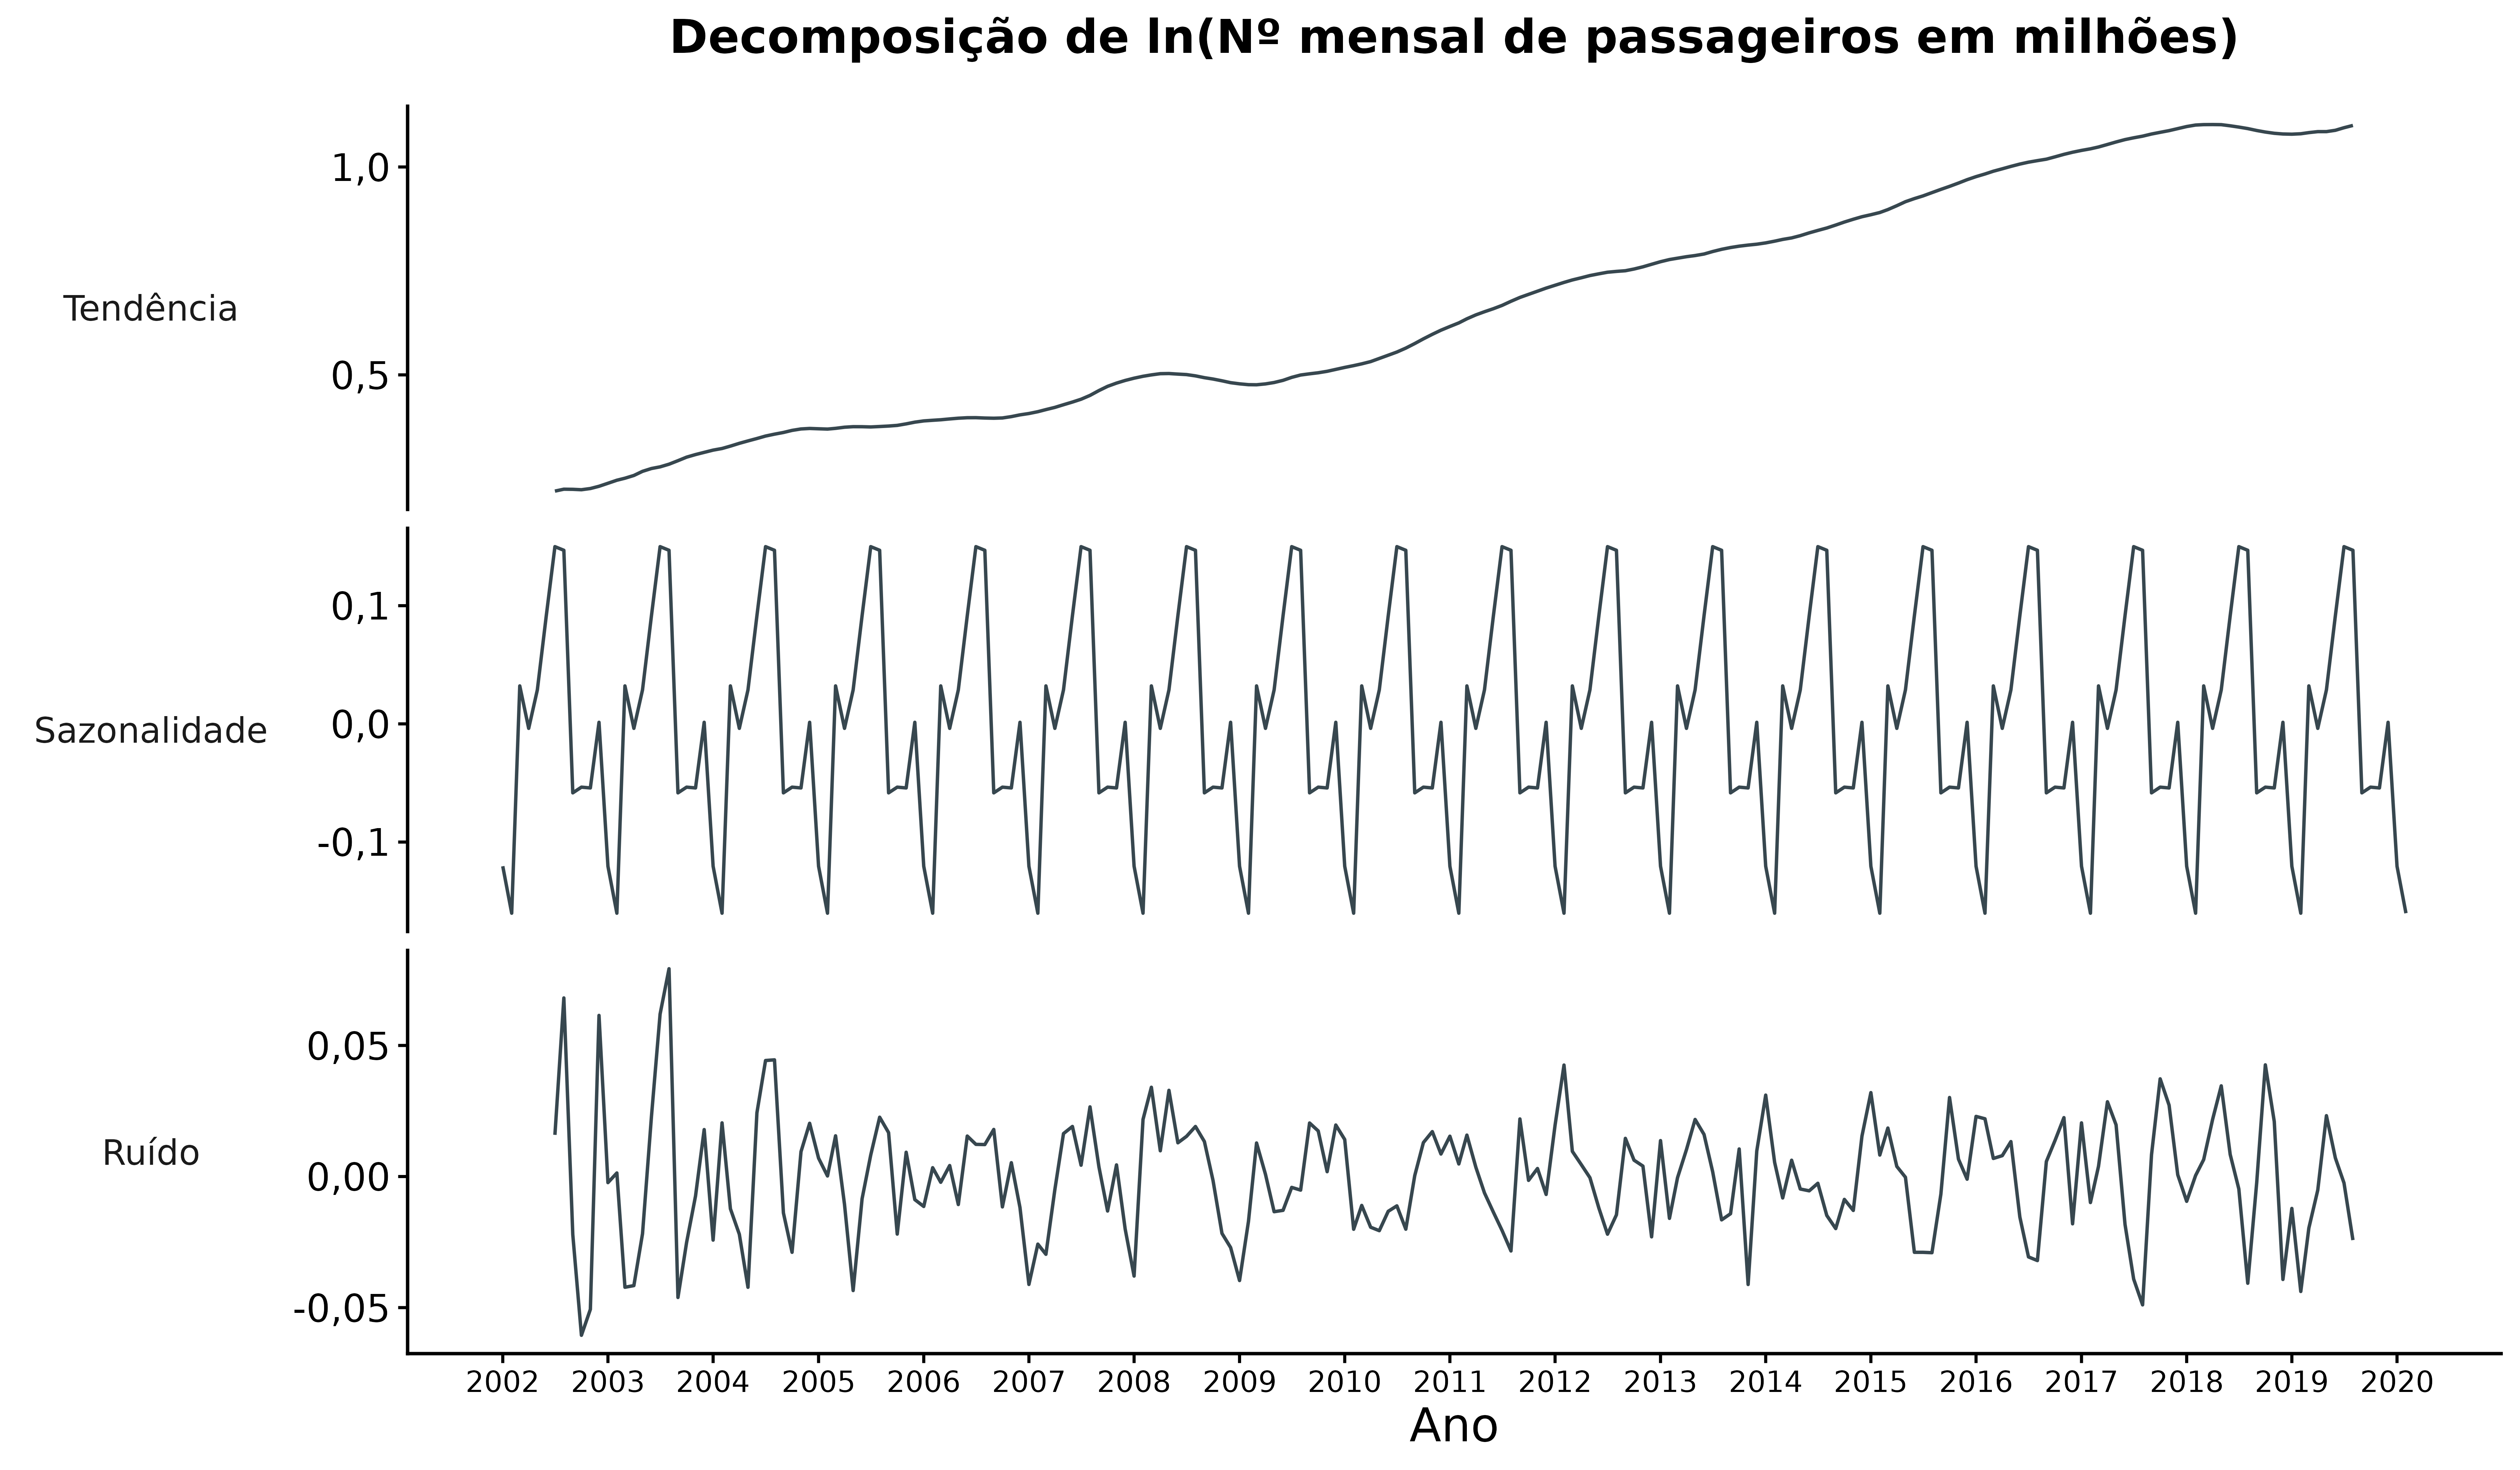 Decomposição de ln(Nº mensal de passageiros em milhões)
1,0
Tendência
0,5
0,1
Sazonalidade
0,0
-0,1
0,05
Ruído
0,00
-0,05
2002 2003 2004 2005 2006 2007 2008 2009 2010 2011 2012 2013 2014 2015 2016 2017 2018 2019 2020
Ano